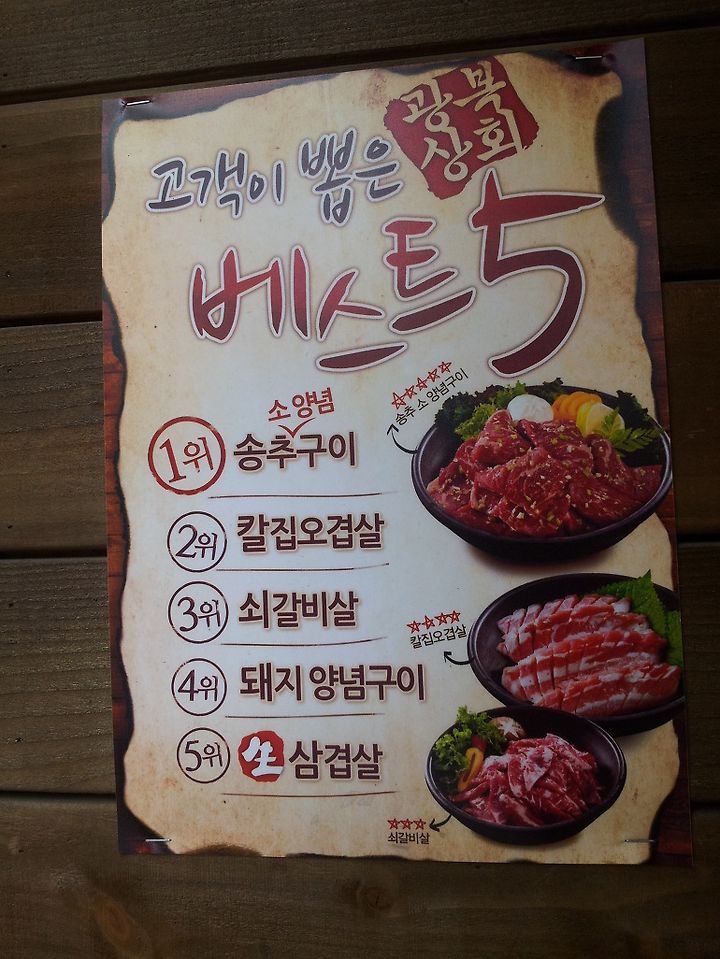 광복
상회
고객이 뽑은
베스트5
☆☆☆☆☆
송추 소 양념구이
소 양념
1위 송추구이
2위 칼집오겹살
3위 쇠갈비살
☆☆☆☆
칼집오겹살
4위 돼지 양념구이
5위 生 삼겹살
☆☆☆
쇠갈비살